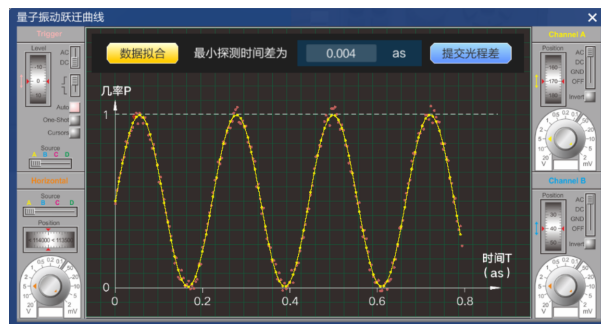 量子振动跃迁曲线
Trigger
Level
AC
DC
0
Auto
One-Shot
Cursors
Source
A B C D
Horizontal
Source
A B C D
Position
数据拟合 最小探测时间差为 0.004 as 提交光程差
几率P
1
0
0 0.2 0.4 0.6 0.8
时间T
(as)
Channel A
Position
AC
DC
GND
OFF
Invert
V mV
Channel B
Position
AC
DC
GND
OFF
Invert
V mV